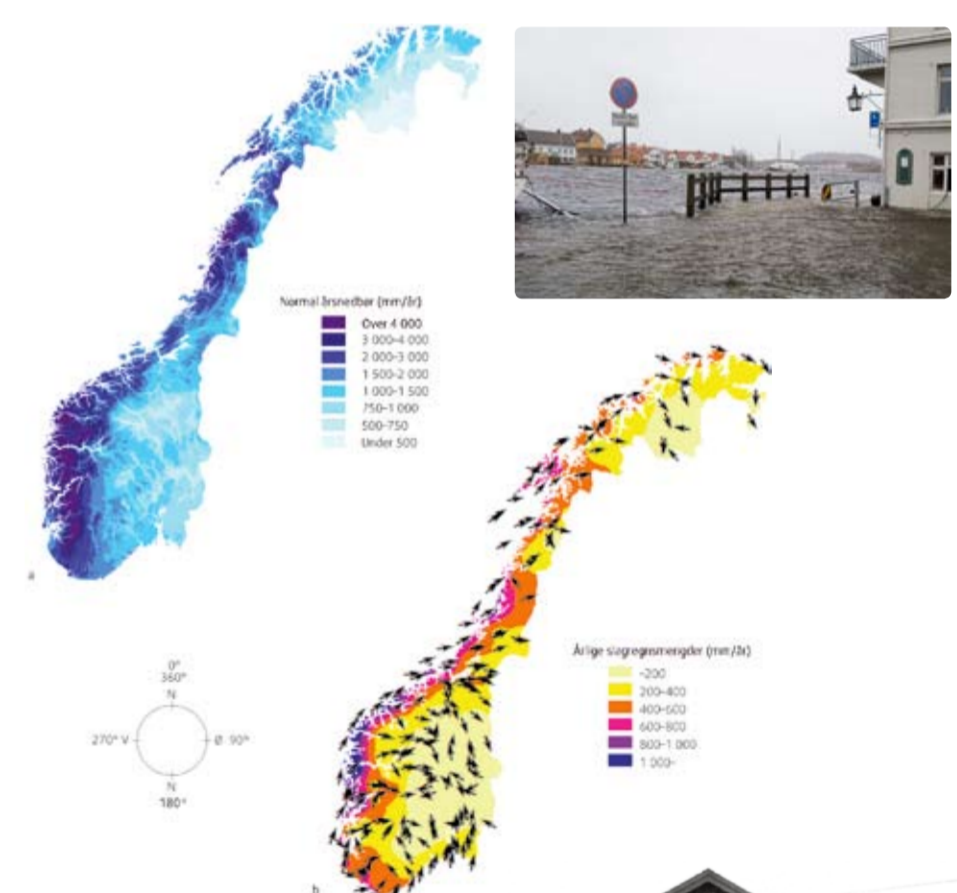 Normal årsnedbør (mm/år)
Over 4 000
3 000-4 000
2 000-3 000
1 500-2 000
1 000-1 500
750-1 000
500-750
Under 500
a
Årlige slagregnsmengder (mm/år)
-200
200-400
400-600
600-800
800-1 000
1 000-
0°
360°
N
270° V
Ø 90°
N
180°
b